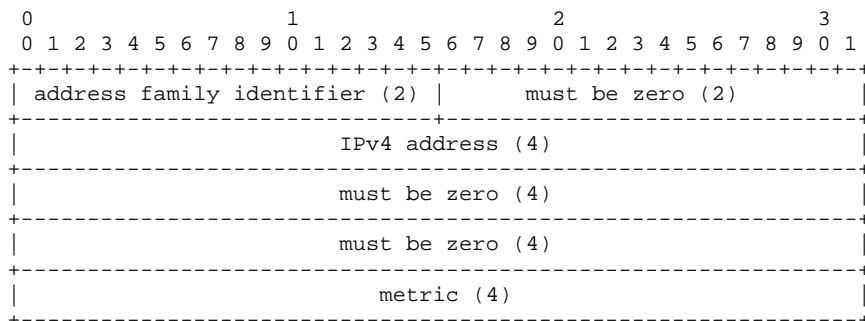 0                   1                   2                   3
 0 1 2 3 4 5 6 7 8 9 0 1 2 3 4 5 6 7 8 9 0 1 2 3 4 5 6 7 8 9 0 1
+-+-+-+-+-+-+-+-+-+-+-+-+-+-+-+-+-+-+-+-+-+-+-+-+-+-+-+-+-+-+-+-+
| address family identifier (2) |      must be zero (2)         |
+-------------------------------+-------------------------------+
|                        IPv4 address (4)                       |
+---------------------------------------------------------------+
|                        must be zero (4)                       |
+---------------------------------------------------------------+
|                        must be zero (4)                       |
+---------------------------------------------------------------+
|                           metric (4)                          |
+---------------------------------------------------------------+